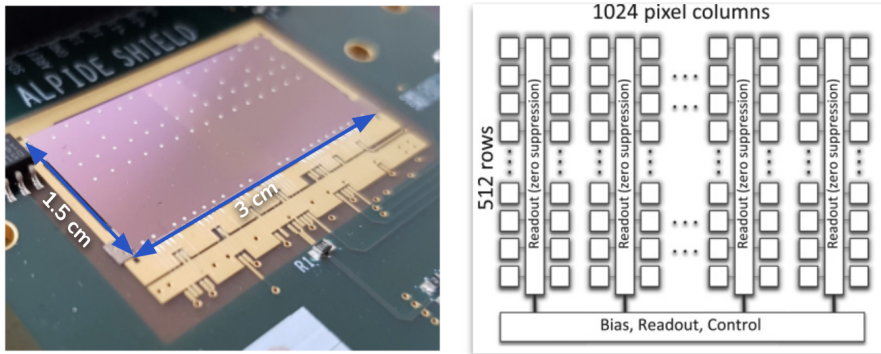 ALPIDE SHIELD
1.5 cm
3 cm
1024 pixel columns
512 rows
Readout (zero suppression)
Readout (zero suppression)
Readout (zero suppression)
Readout (zero suppression)
Bias, Readout, Control